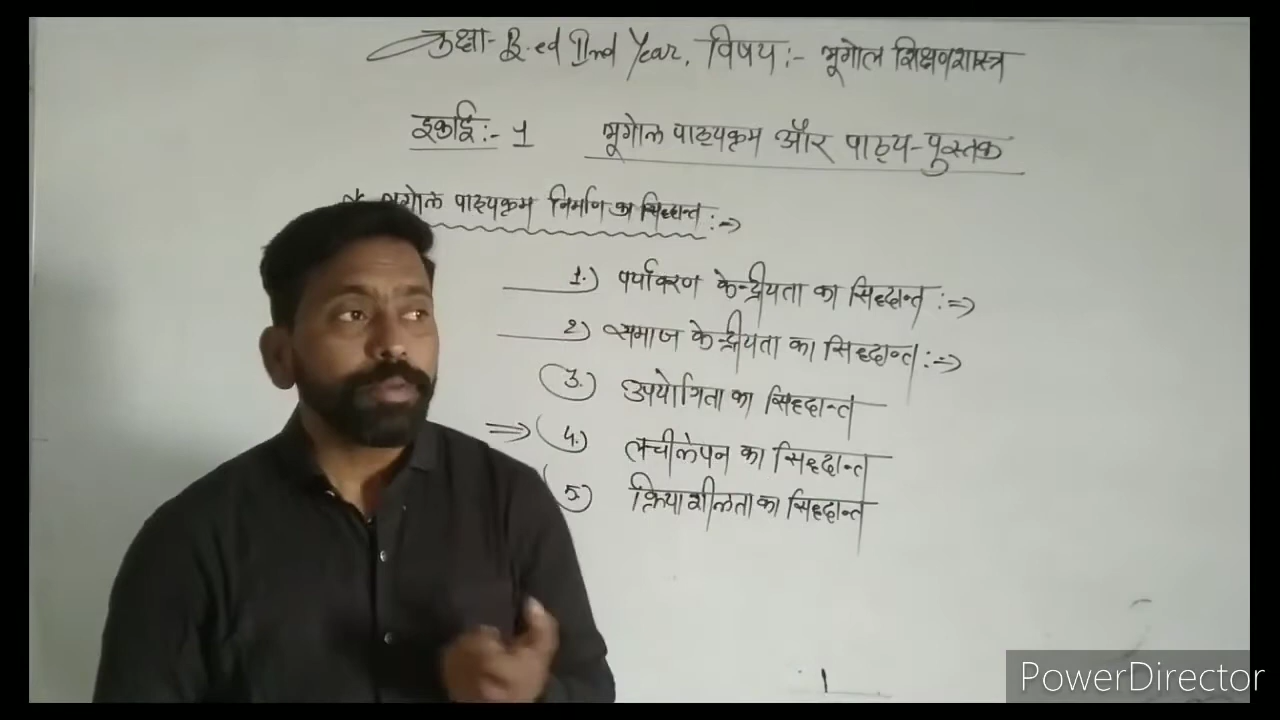 कक्षा- B.ed IInd Year, विषय:- भूगोल शिक्षणशास्त्र
इकाई:- 1 भूगोल पाठ्यक्रम और पाठ्य-पुस्तक
भूगोल पाठ्यक्रम निर्माण का सिध्दान्त :→
1.) पर्यावरण केन्द्रीयता का सिद्दान्त :⇒
2) समाज केन्द्रीयता का सिद्दान्त :⇒
3.) उपयोगिता का सिद्दान्त
⇒ 4.) लचीलेपन का सिद्दान्त
5) क्रियाशीलता का सिद्दान्त
PowerDirector